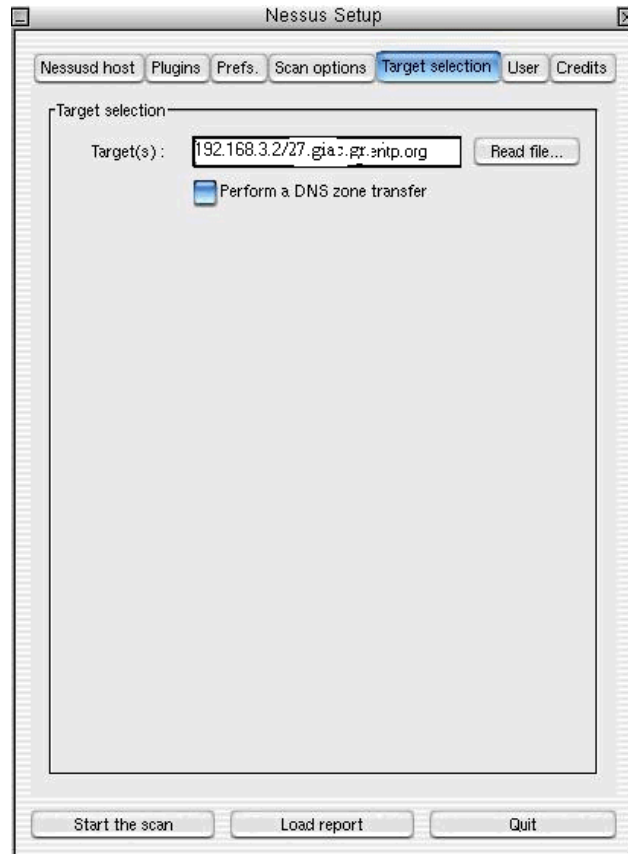 Nessus Setup
Nessusd host Plugins Prefs. Scan options Target selection User Credits
Target selection
Target(s) : 192.168.3.2/27 Read file...
Perform a DNS zone transfer
Start the scan Load report Quit